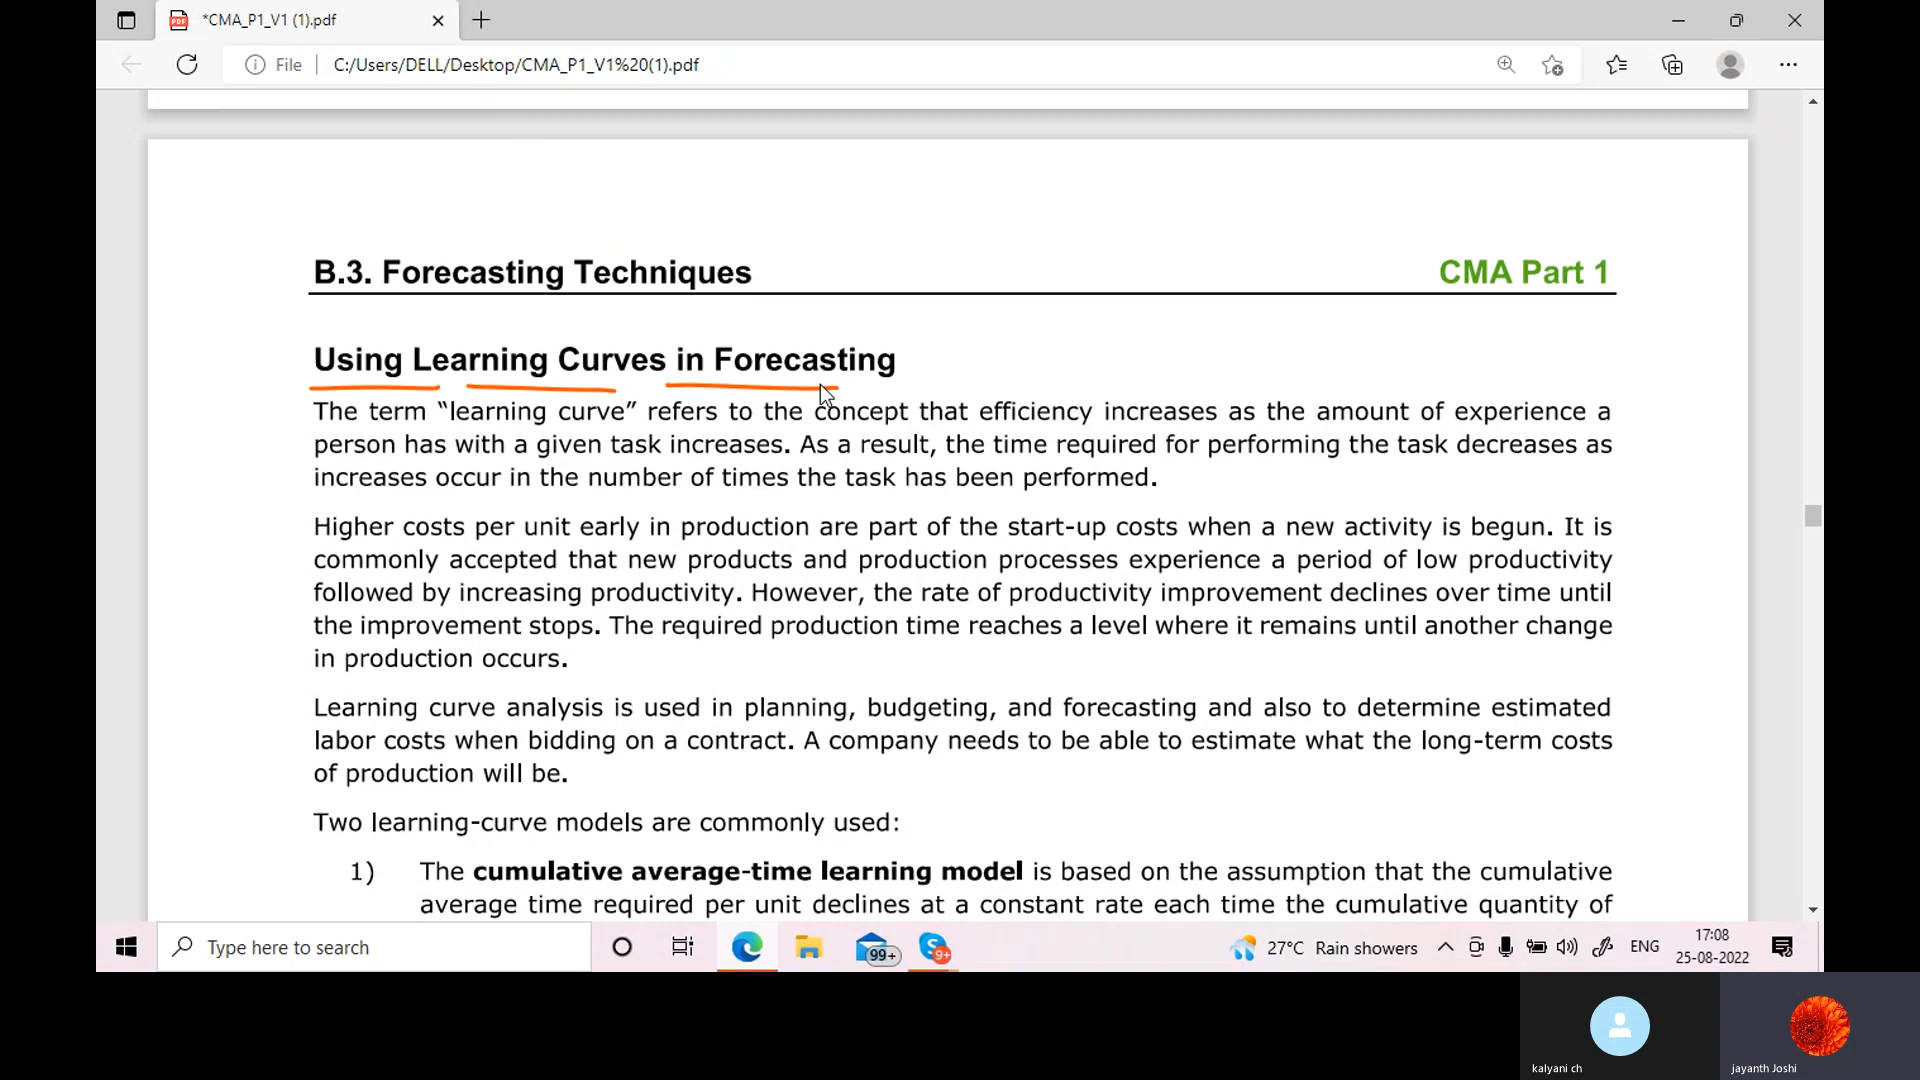 *CMA_P1_V1 (1).pdf
File
C:/Users/DELL/Desktop/CMA_P1_V1%20(1).pdf
B.3. Forecasting Techniques
CMA Part 1
Using Learning Curves in Forecasting
The term “learning curve” refers to the concept that efficiency increases as the amount of experience a
person has with a given task increases. As a result, the time required for performing the task decreases as
increases occur in the number of times the task has been performed.
Higher costs per unit early in production are part of the start-up costs when a new activity is begun. It is
commonly accepted that new products and production processes experience a period of low productivity
followed by increasing productivity. However, the rate of productivity improvement declines over time until
the improvement stops. The required production time reaches a level where it remains until another change
in production occurs.
Learning curve analysis is used in planning, budgeting, and forecasting and also to determine estimated
labor costs when bidding on a contract. A company needs to be able to estimate what the long-term costs
of production will be.
Two learning-curve models are commonly used:
1) The cumulative average-time learning model is based on the assumption that the cumulative
average time required per unit declines at a constant rate each time the cumulative quantity of
Type here to search
99+
9+
27°C Rain showers
ENG
17:08
25-08-2022
kalyani ch
jayanth Joshi